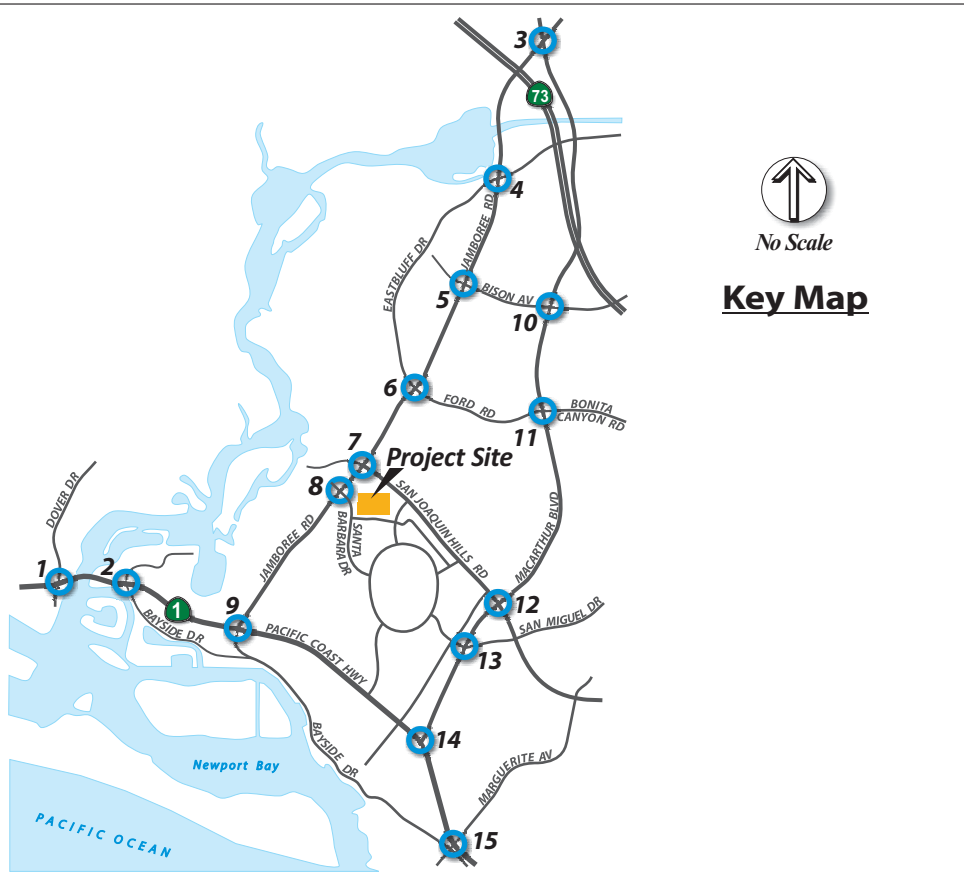 3
73
4
No Scale
Key Map
JAMBOREE RD
EASTBLUFF DR
5
BISON AV
10
6
FORD RD
BONITA
CANYON RD
11
7
Project Site
8
SAN JOAQUIN HILLS RD
SANTA
BARBARA DR
DOVER DR
JAMBOREE RD
MACARTHUR BLVD
1
2
1
9
12
SAN MIGUEL DR
BAYSIDE DR
PACIFIC COAST HWY
13
14
BAYSIDE DR
MARGUERITE AV
Newport Bay
PACIFIC OCEAN
15